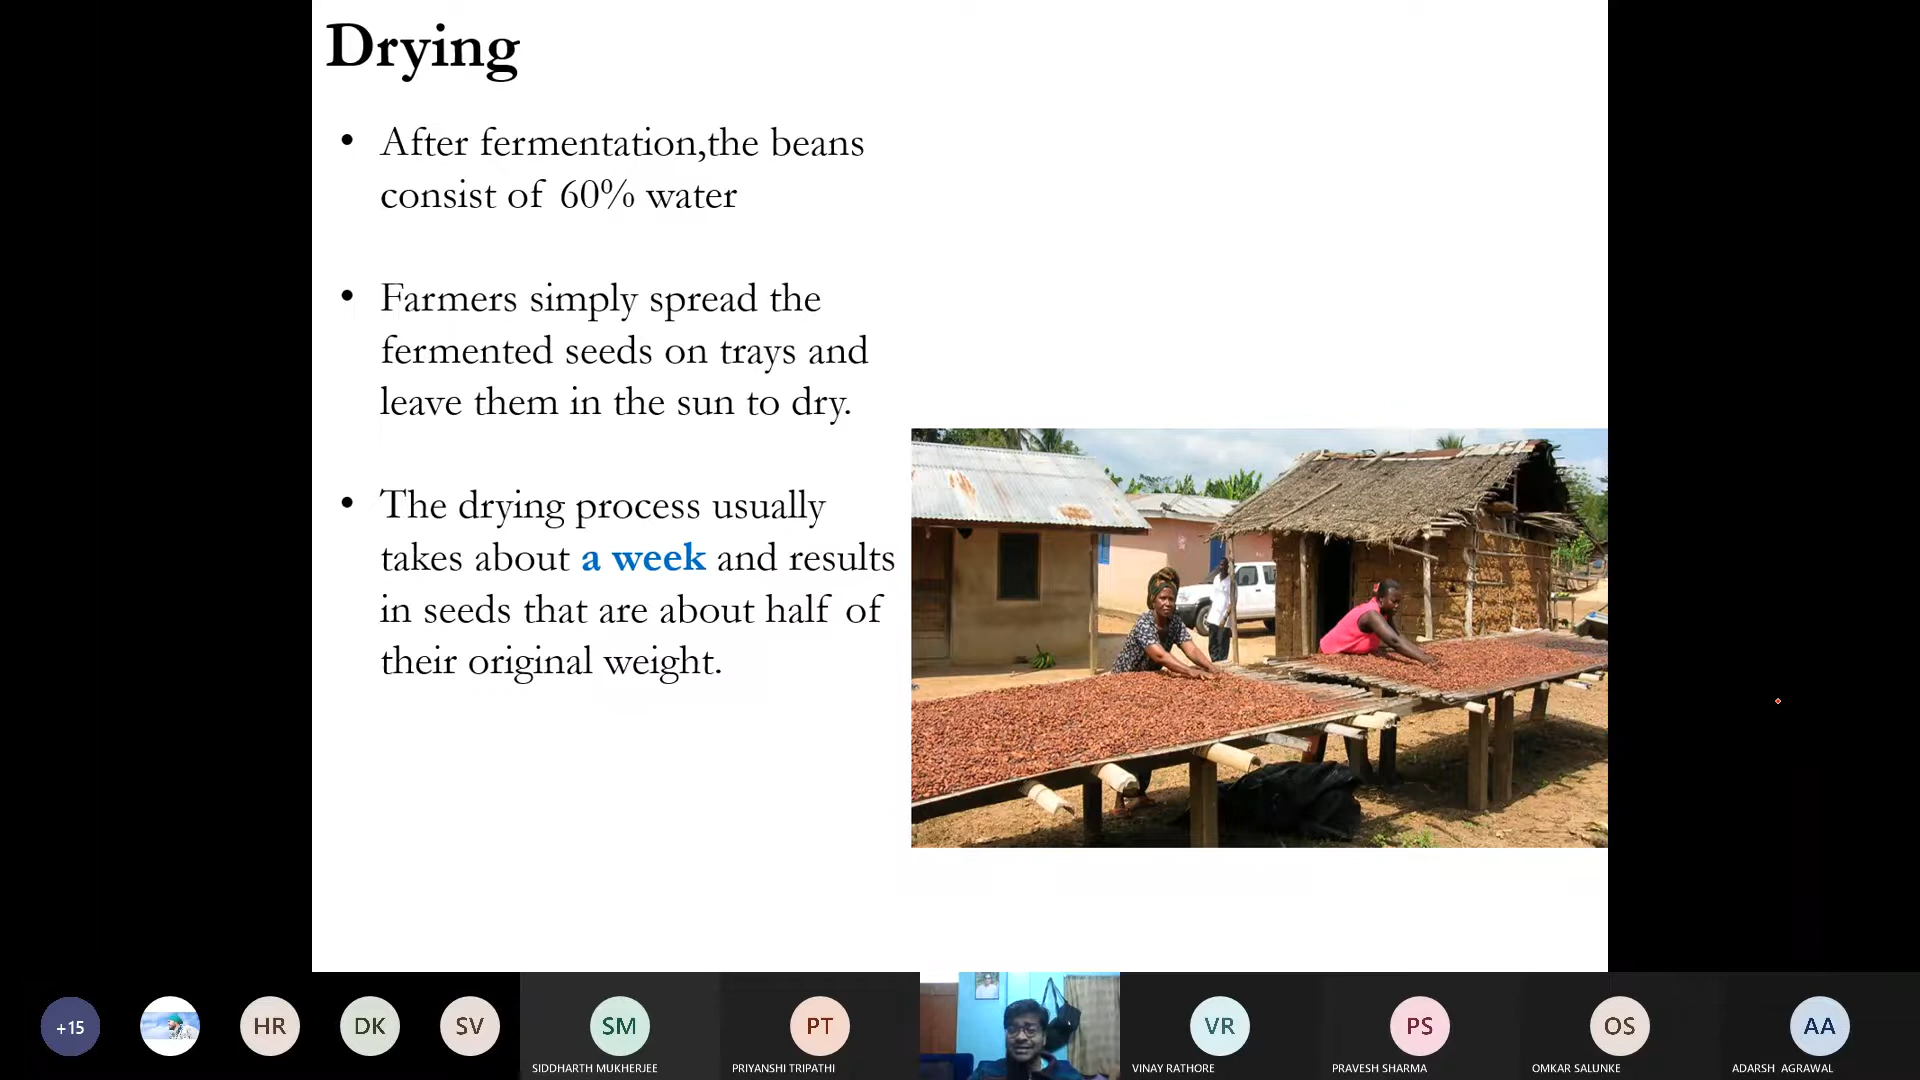 Drying
• After fermentation,the beans
consist of 60% water
• Farmers simply spread the
fermented seeds on trays and
leave them in the sun to dry.
• The drying process usually
takes about a week and results
in seeds that are about half of
their original weight.
+15
HR
DK
SV
SM
PT
VR
PS
OS
AA
SIDDHARTH MUKHERJEE
PRIYANSHI TRIPATHI
VINAY RATHORE
PRAVESH SHARMA
OMKAR SALUNKE
ADARSH AGRAWAL